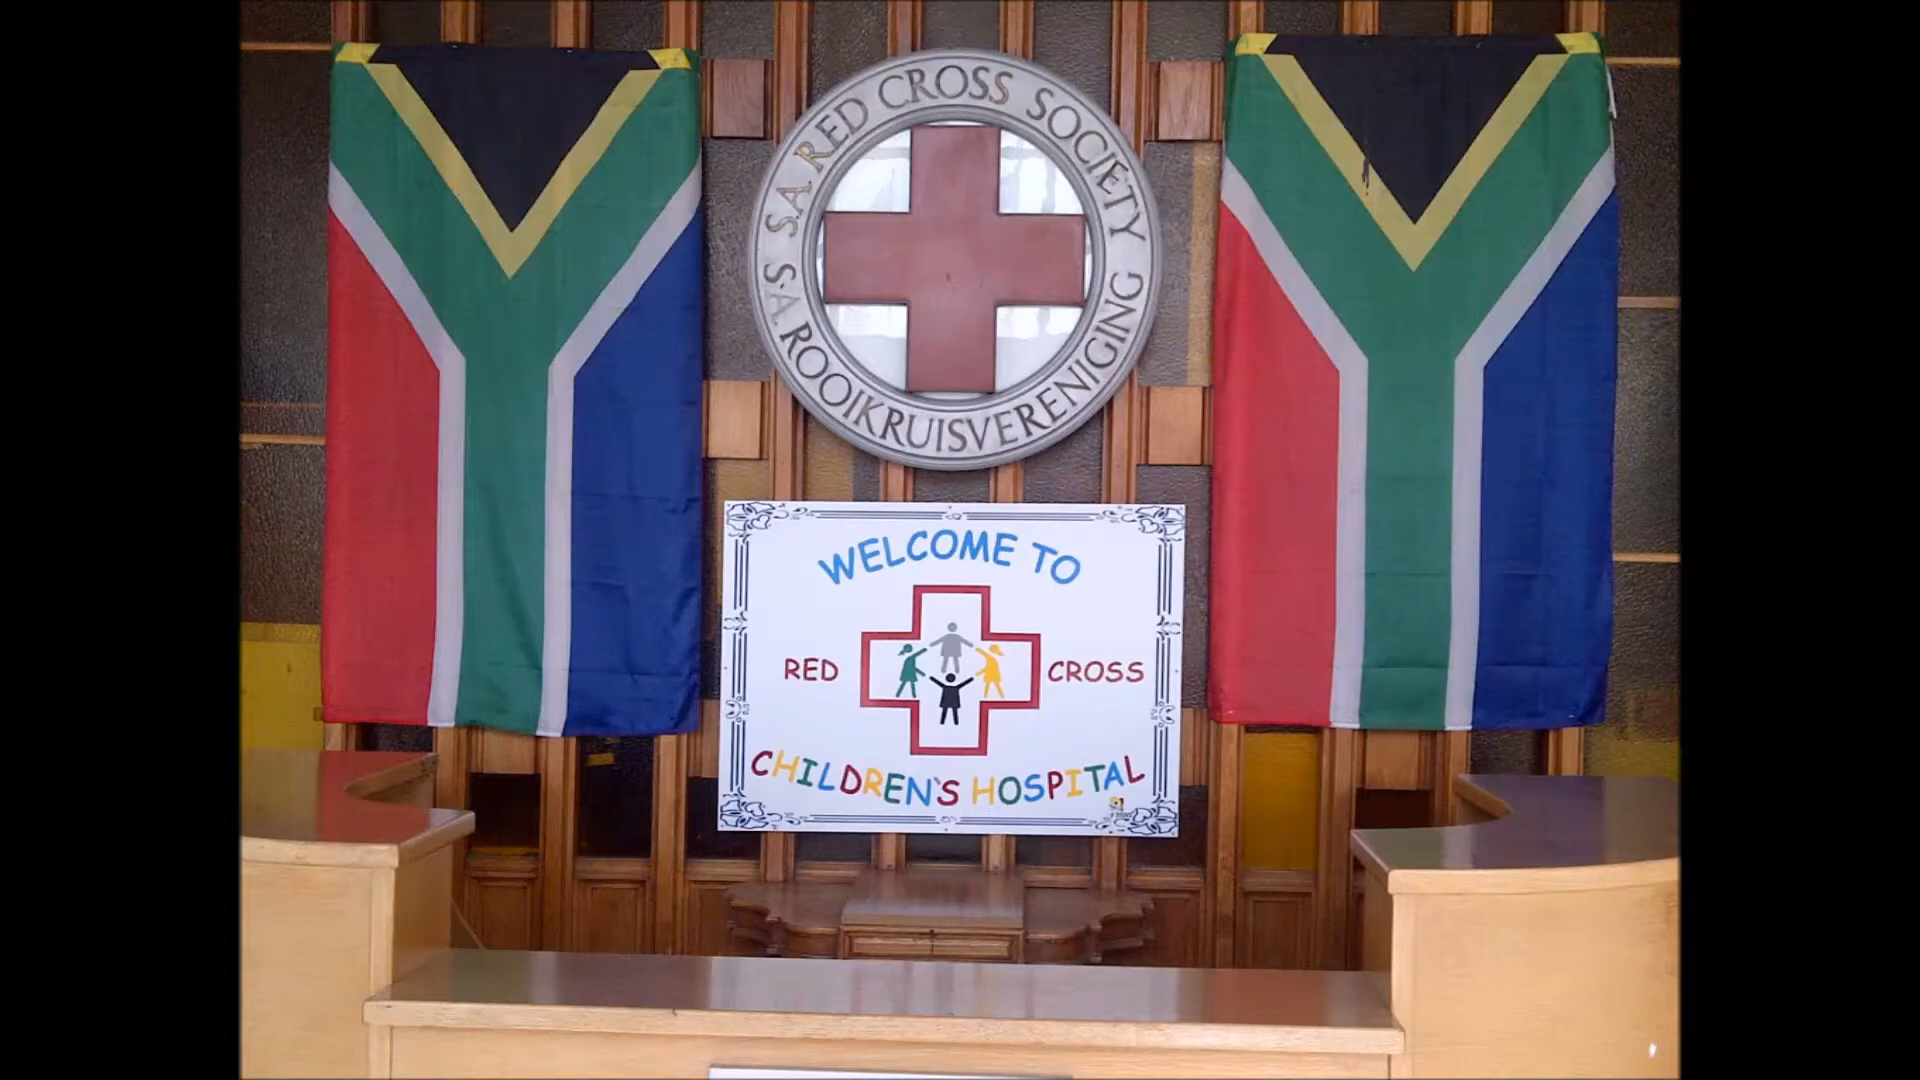 S.A. RED CROSS SOCIETY
S.A. ROOIKRUISVERENIGING
WELCOME TO
RED CROSS
CHILDREN'S HOSPITAL